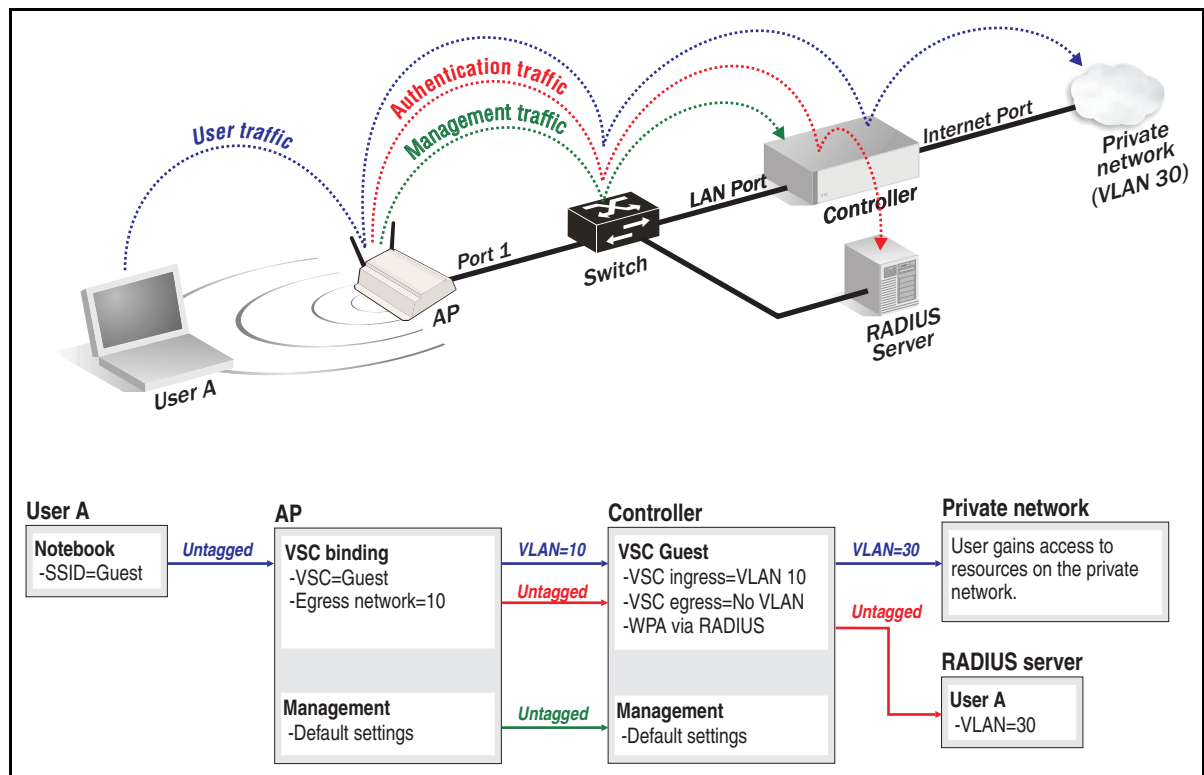 User traffic
Authentication traffic
Management traffic
Internet Port
Private
network
(VLAN 30)
LAN Port
Controller
Port 1
Switch
AP
RADIUS
Server
User A
User A
Notebook
-SSID=Guest
Untagged
AP
VSC binding
-VSC=Guest
-Egress network=10
Management
-Default settings
VLAN=10
Untagged
Untagged
Controller
VSC Guest
-VSC ingress=VLAN 10
-VSC egress=No VLAN
-WPA via RADIUS
Management
-Default settings
VLAN=30
Untagged
Private network
User gains access to
resources on the private
network.
RADIUS server
User A
-VLAN=30